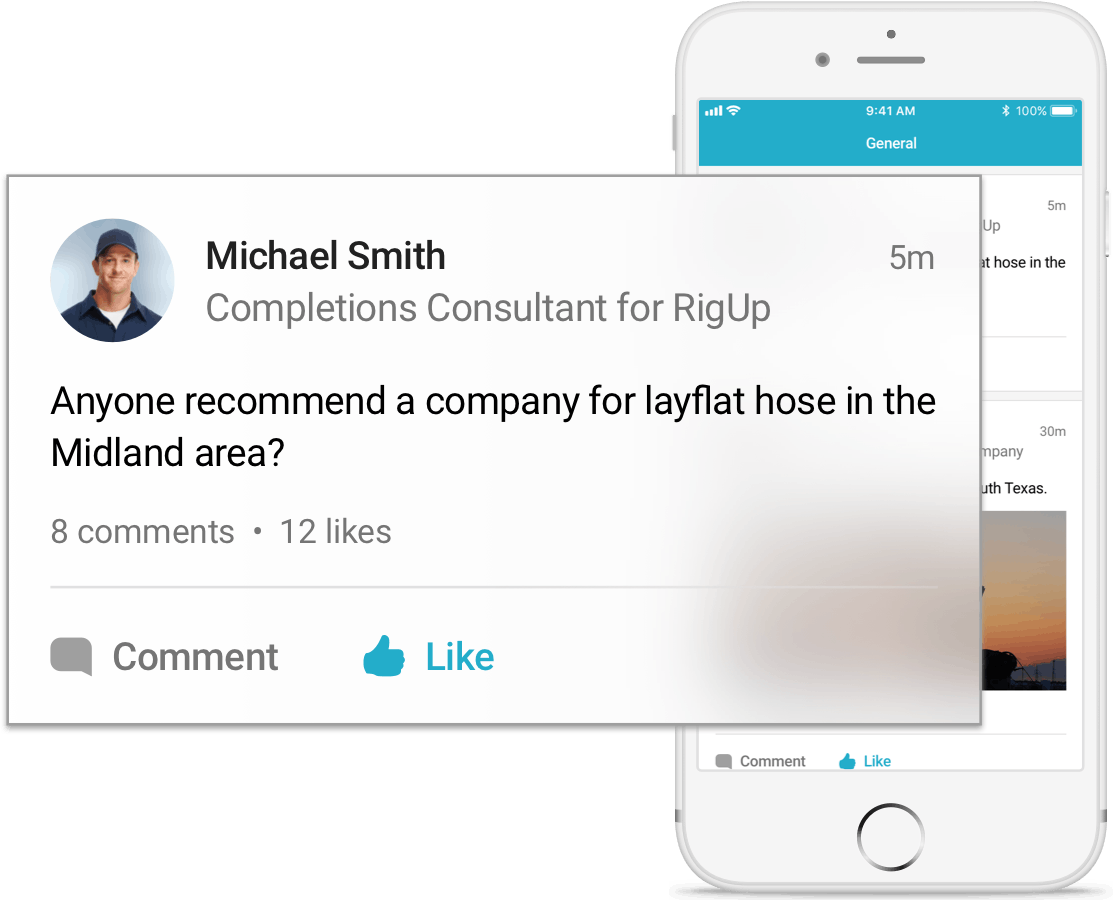 9:41 AM
100%
General
Michael Smith
5m
Completions Consultant for RigUp
Anyone recommend a company for layflat hose in the
Midland area?
8 comments • 12 likes
Comment
Like
5m
Up
at hose in the
30m
mpany
uth Texas.
Comment
Like